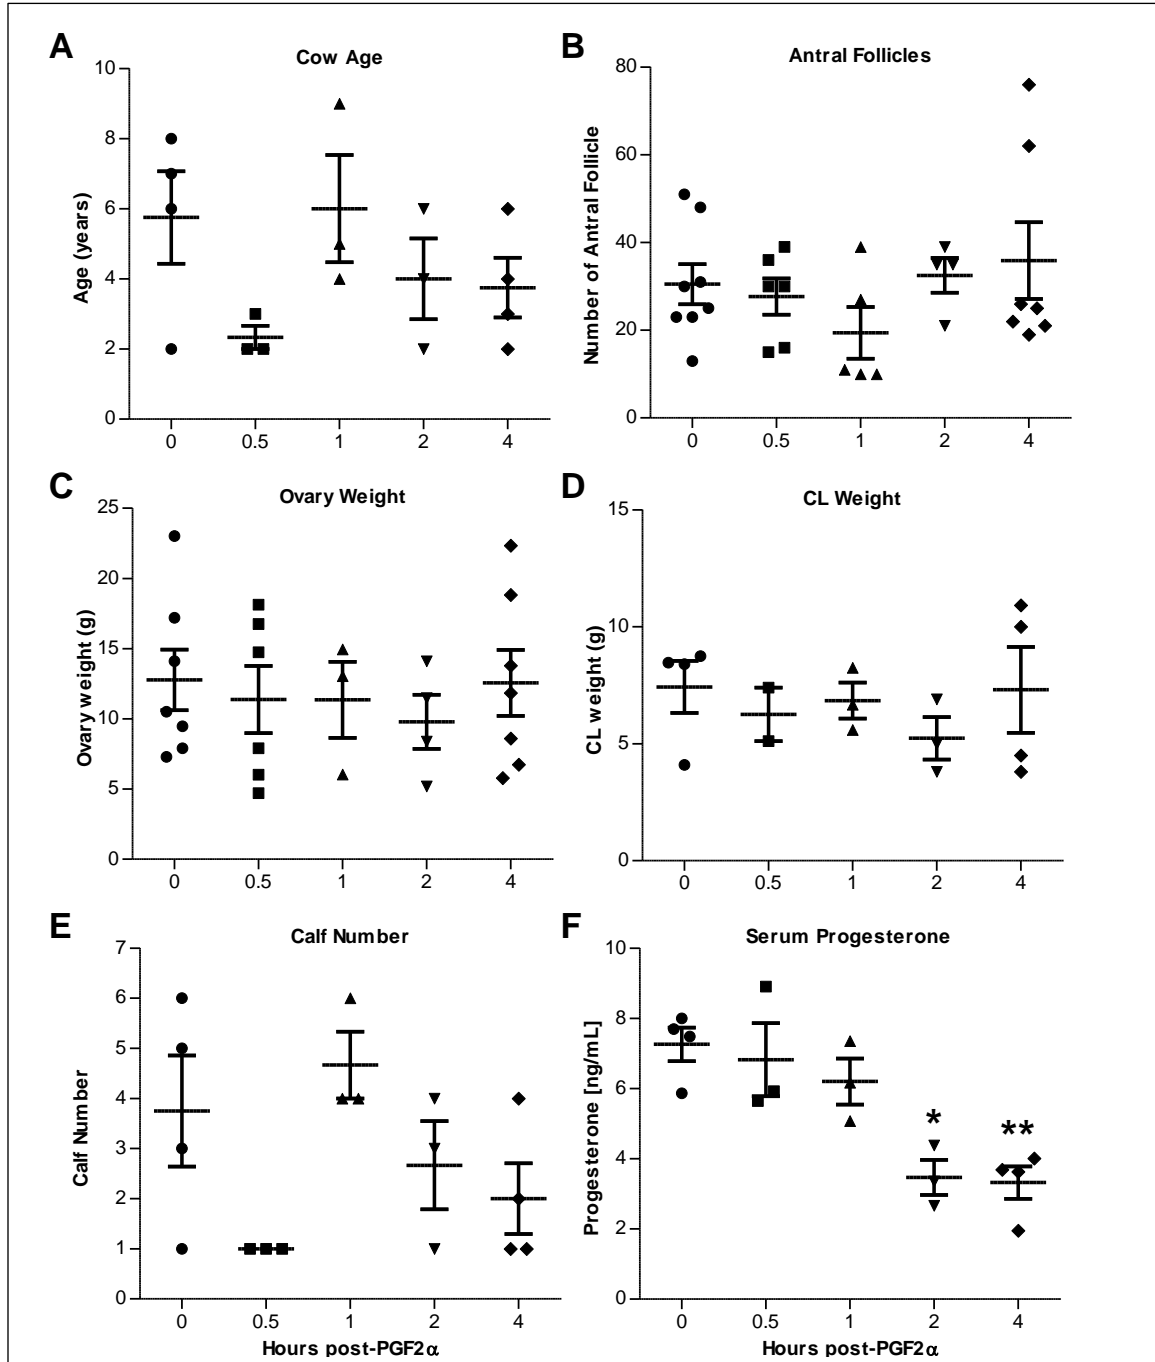 A
Cow Age
Age (years)
10
8
6
4
2
0
0 0.5 1 2 4
B
Antral Follicles
Number of Antral Follicle
80
60
40
20
0
0 0.5 1 2 4
C
Ovary Weight
Ovary weight (g)
25
20
15
10
5
0
0 0.5 1 2 4
D
CL Weight
CL weight (g)
15
10
5
0
0 0.5 1 2 4
E
Calf Number
Calf Number
7
6
5
4
3
2
1
0
0 0.5 1 2 4
Hours post-PGF2α
F
Serum Progesterone
Progesterone [ng/mL]
10
8
6
4
2
0
* **
0 0.5 1 2 4
Hours post-PGF2α